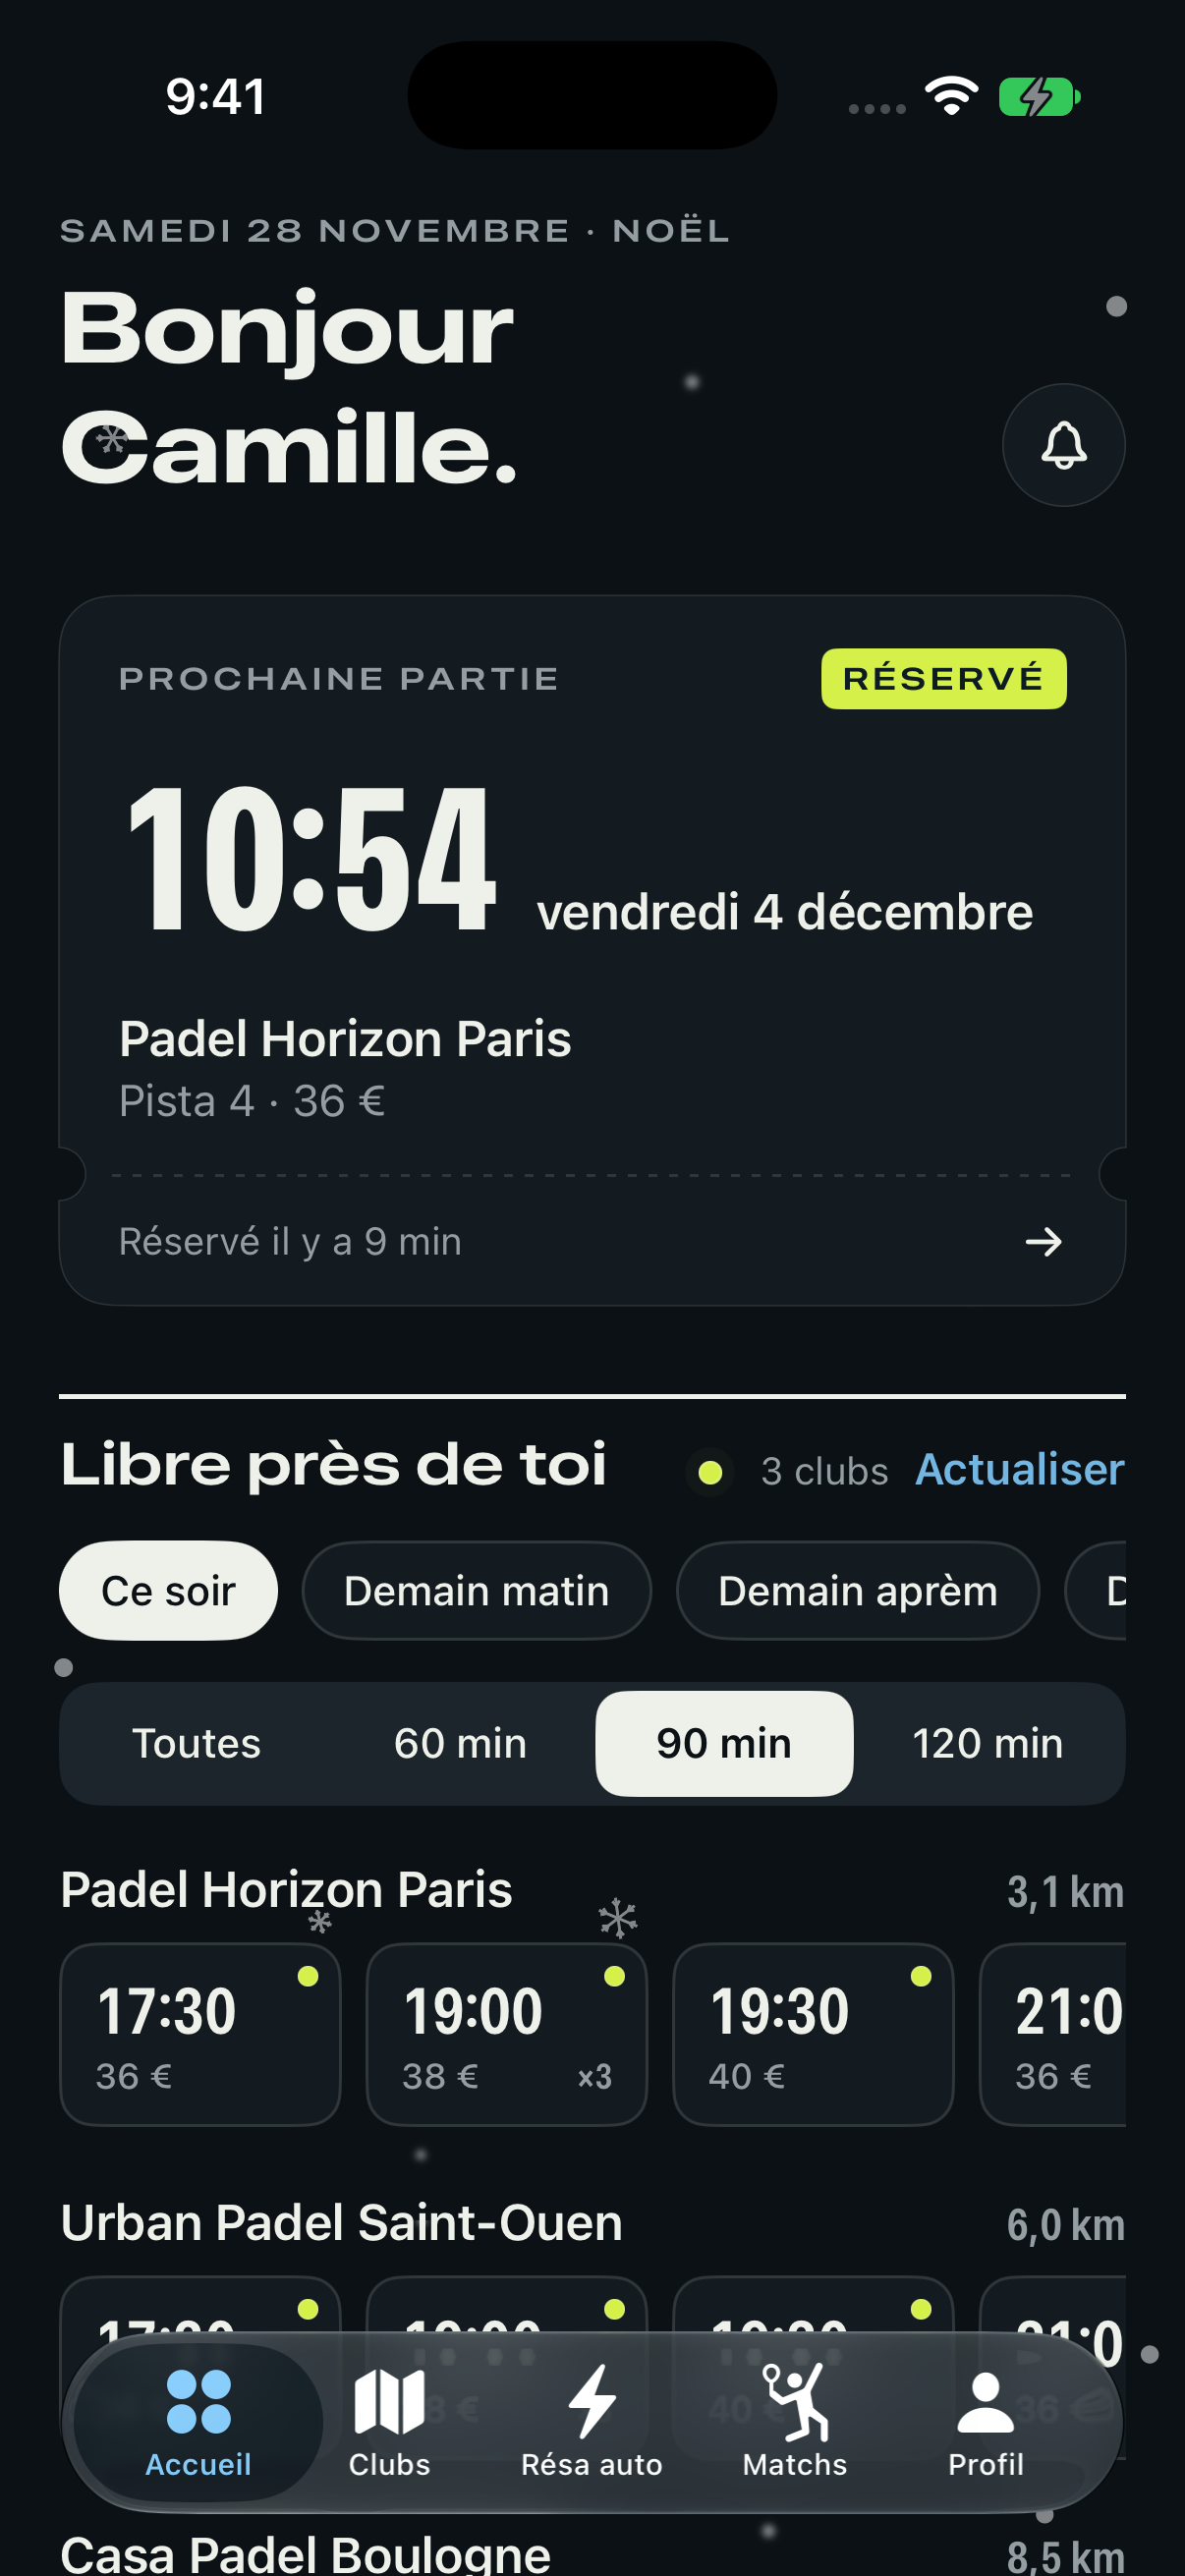 9:41
SAMEDI 28 NOVEMBRE · NOËL
Bonjour
Camille.
PROCHAINE PARTIE RÉSERVÉ
10:54 vendredi 4 décembre
Padel Horizon Paris
Pista 4 · 36 €
Réservé il y a 9 min
Libre près de toi 3 clubs Actualiser
Ce soir Demain matin Demain aprèm
Toutes 60 min 90 min 120 min
Padel Horizon Paris 3,1 km
17:30 19:00 19:30 21:0
36 € 38 € ×3 40 € 36 €
Urban Padel Saint-Ouen 6,0 km
Accueil Clubs Résa auto Matchs Profil
Casa Padel Boulogne 8,5 km